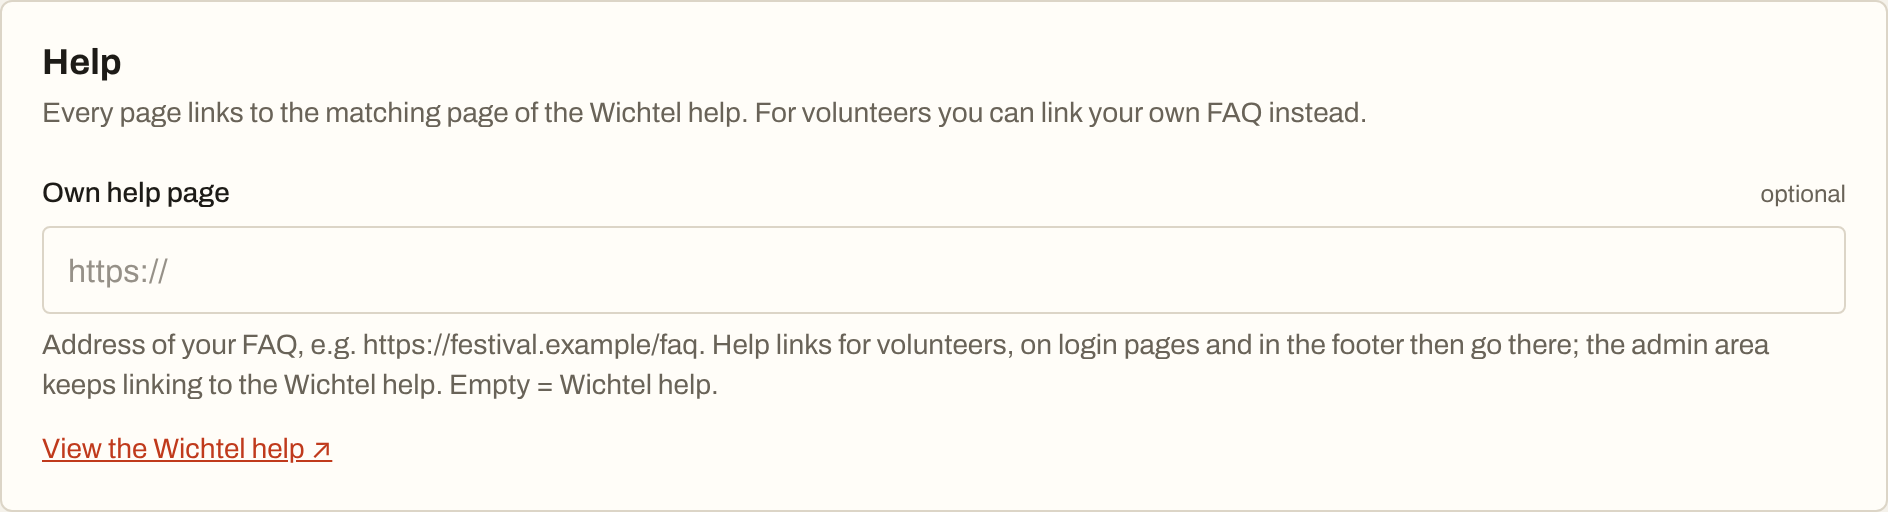 Help
Every page links to the matching page of the Wichtel help. For volunteers you can link your own FAQ instead.
Own help page
optional
https://
Address of your FAQ, e.g. https://festival.example/faq. Help links for volunteers, on login pages and in the footer then go there; the admin area
keeps linking to the Wichtel help. Empty = Wichtel help.
View the Wichtel help ↗